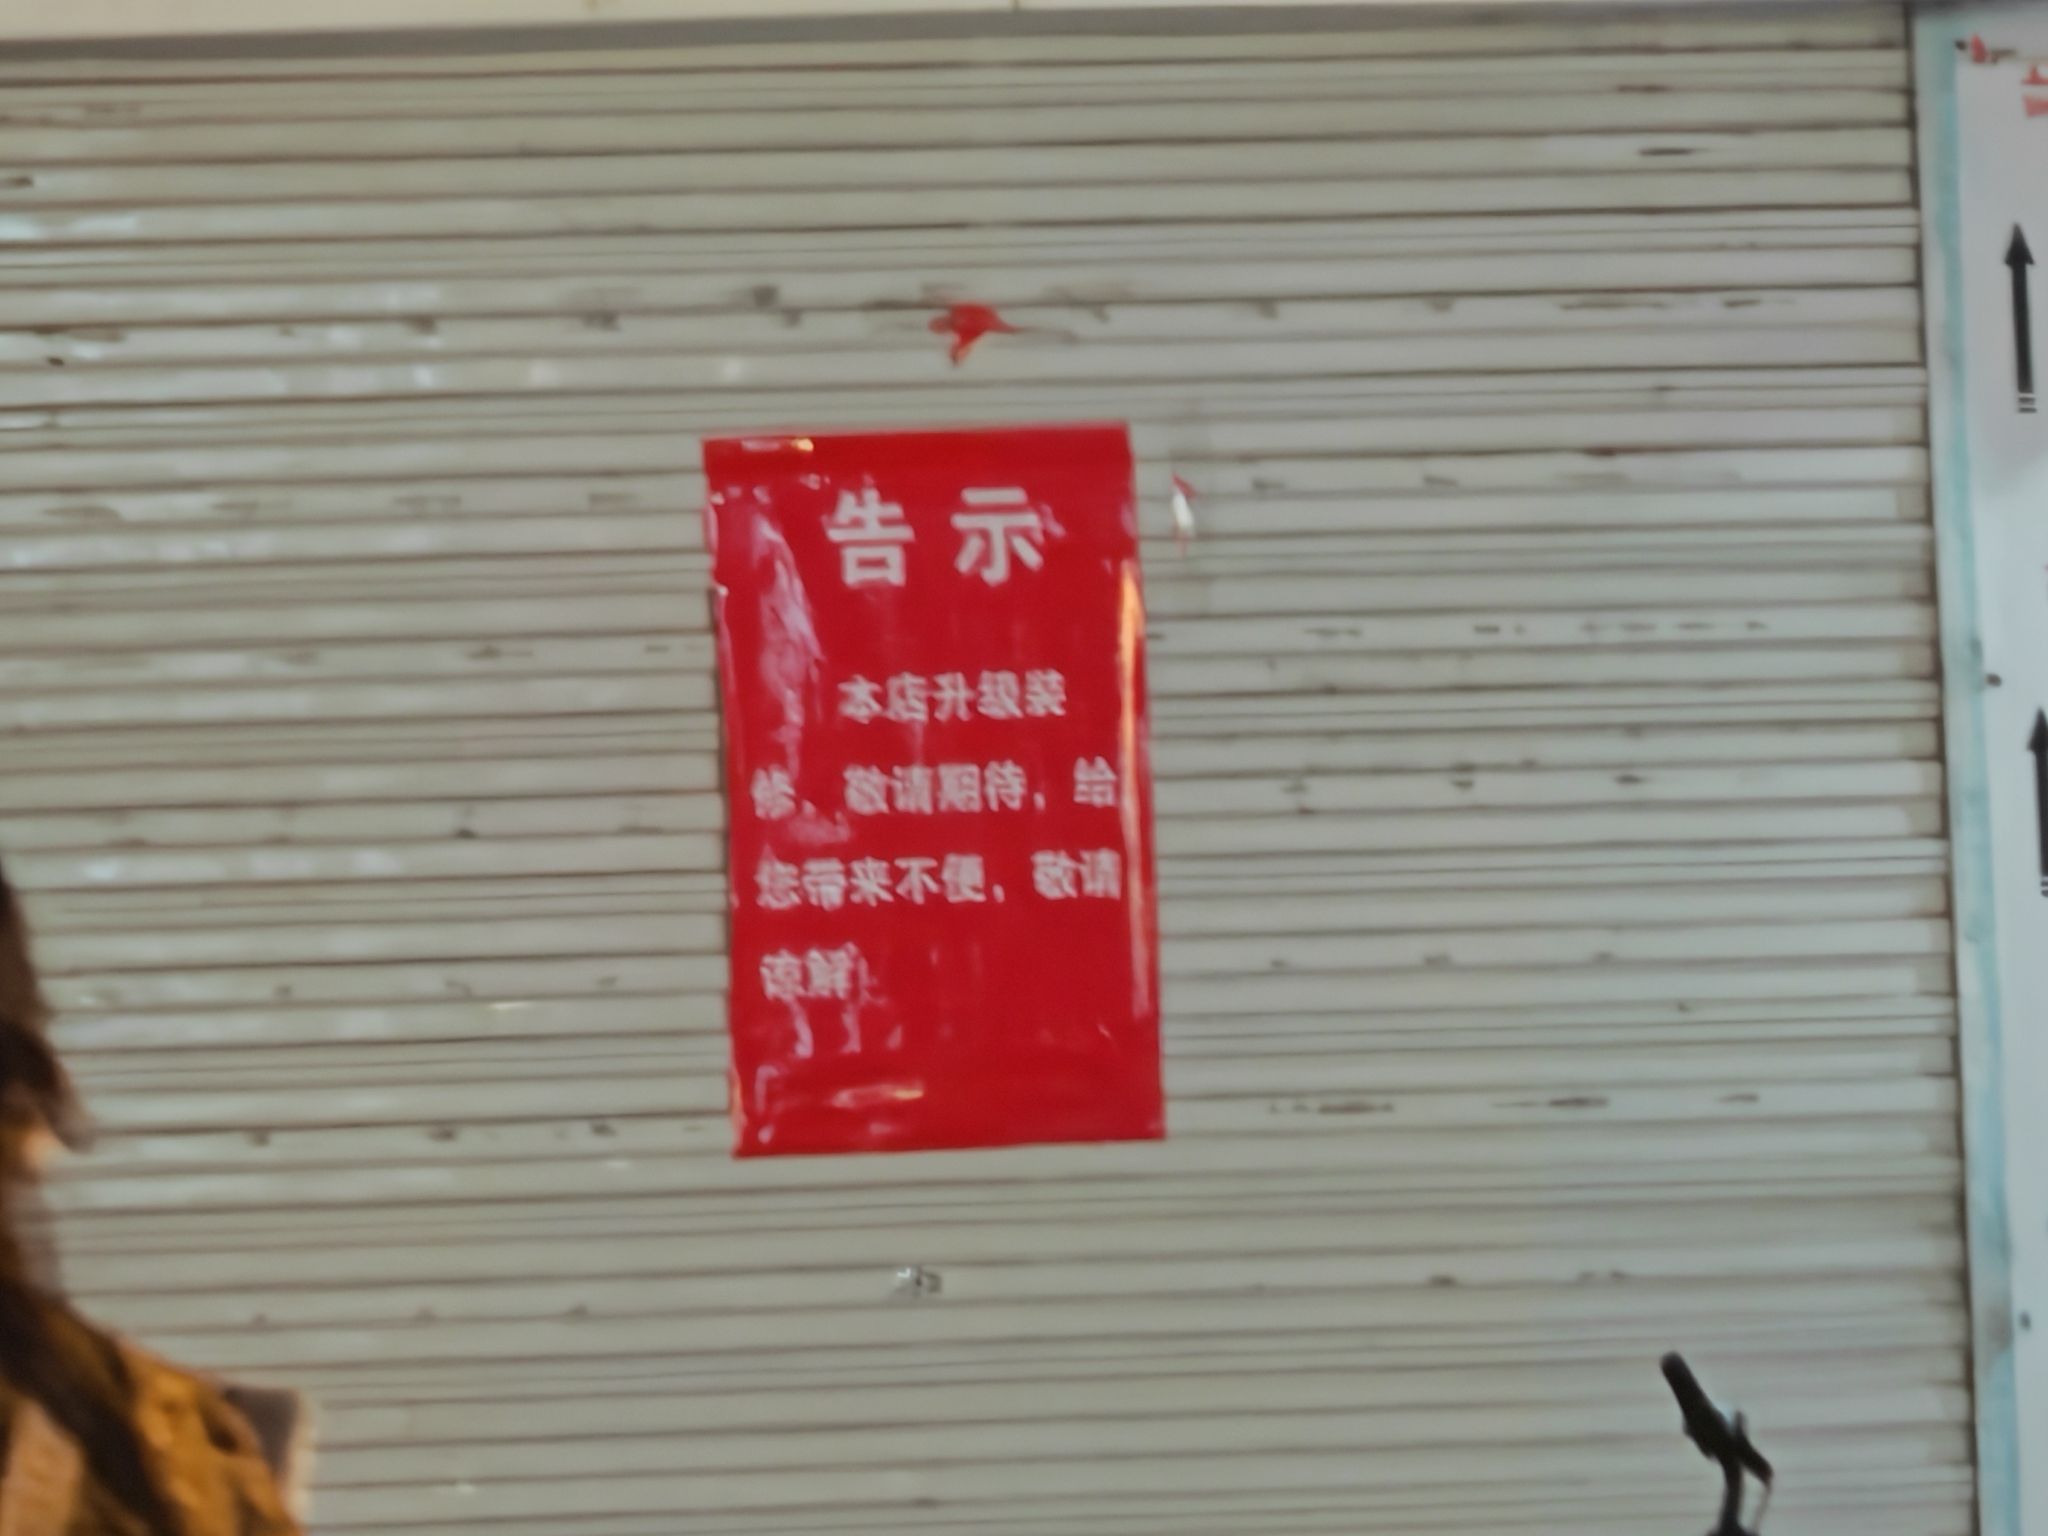 告示
本店升级装
修，敬请期待，给
您带来不便，敬请
谅解！